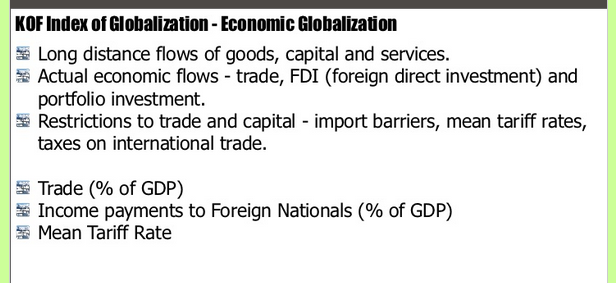 KOF Index of Globalization - Economic Globalization
Long distance flows of goods, capital and services.
Actual economic flows - trade, FDI (foreign direct investment) and
portfolio investment.
Restrictions to trade and capital - import barriers, mean tariff rates,
taxes on international trade.
Trade (% of GDP)
Income payments to Foreign Nationals (% of GDP)
Mean Tariff Rate